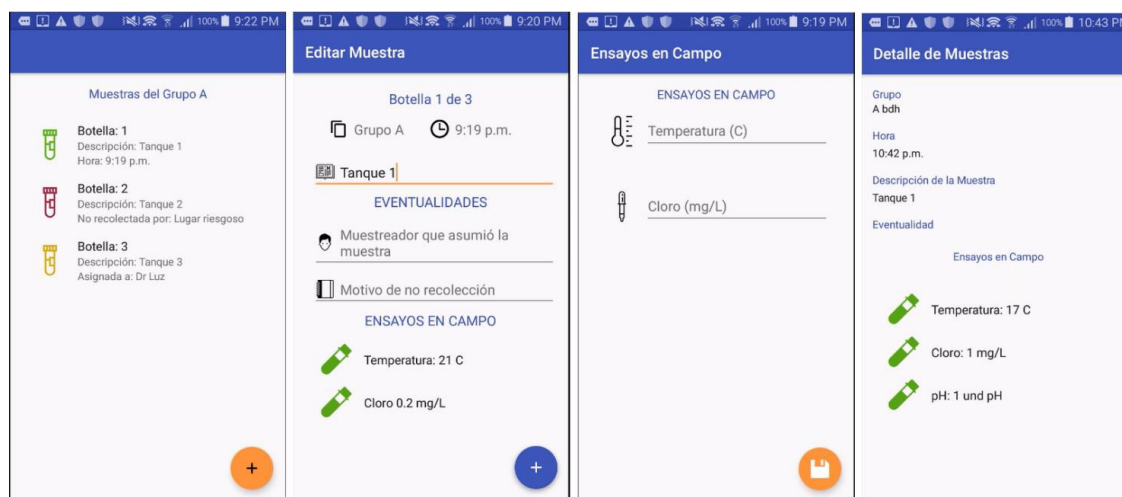 100% 9:22 PM
Muestras del Grupo A
Botella: 1
Descripción: Tanque 1
Hora: 9:19 p.m.
Botella: 2
Descripción: Tanque 2
No recolectada por: Lugar riesgoso
Botella: 3
Descripción: Tanque 3
Asignada a: Dr Luz
+
100% 9:20 PM
Editar Muestra
Botella 1 de 3
Grupo A 9:19 p.m.
Tanque 1
EVENTUALIDADES
Muestreador que asumió la
muestra
Motivo de no recolección
ENSAYOS EN CAMPO
Temperatura: 21 C
Cloro 0.2 mg/L
+
100% 9:19 PM
Ensayos en Campo
ENSAYOS EN CAMPO
Temperatura (C)
Cloro (mg/L)
100% 10:43 PM
Detalle de Muestras
Grupo
A bdh
Hora
10:42 p.m.
Descripción de la Muestra
Tanque 1
Eventualidad
Ensayos en Campo
Temperatura: 17 C
Cloro: 1 mg/L
pH: 1 und pH